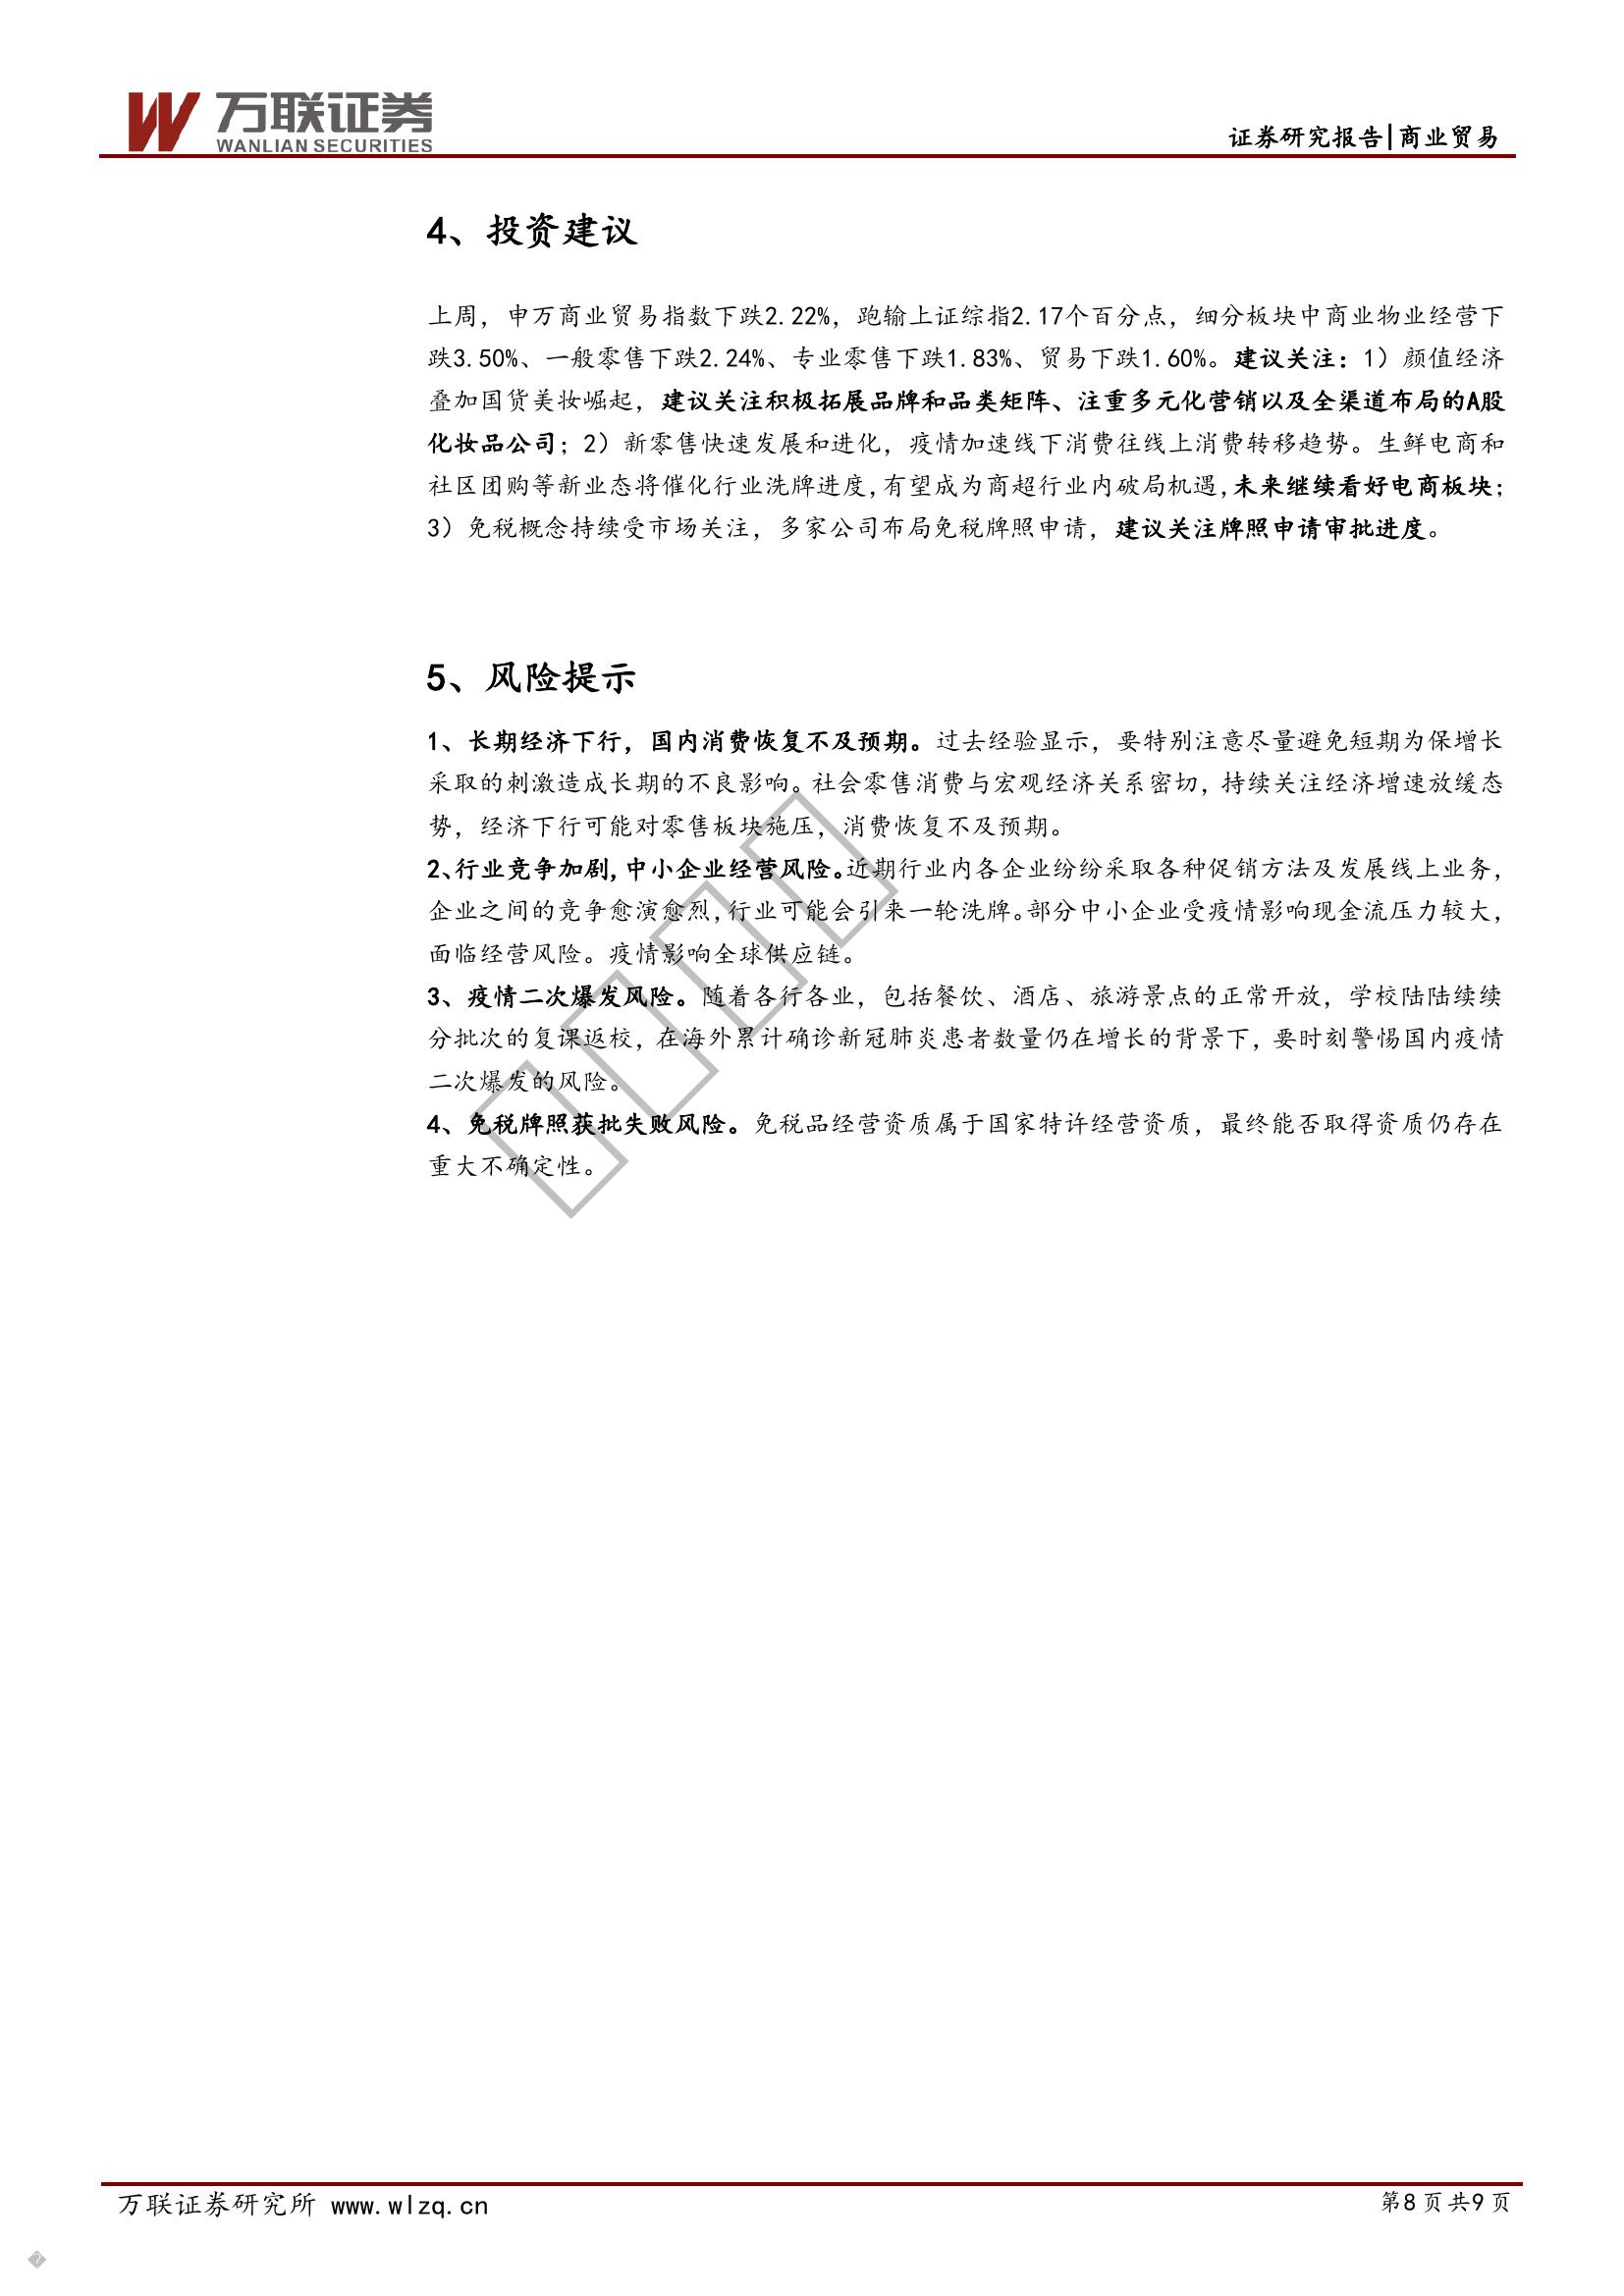 万联证券
WANLIAN SECURITIES
证券研究报告|商业贸易
4、投资建议
上周，申万商业贸易指数下跌2.22%，跑输上证综指2.17个百分点，细分板块中商业物业经营下
跌3.50%、一般零售下跌2.24%、专业零售下跌1.83%、贸易下跌1.60%。建议关注：1）颜值经济
叠加国货美妆崛起，建议关注积极拓展品牌和品类矩阵、注重多元化营销以及全渠道布局的A股
化妆品公司；2）新零售快速发展和进化，疫情加速线下消费往线上消费转移趋势。生鲜电商和
社区团购等新业态将催化行业洗牌进度，有望成为商超行业内破局机遇，未来继续看好电商板块；
3）免税概念持续受市场关注，多家公司布局免税牌照申请，建议关注牌照申请审批进度。
5、风险提示
1、长期经济下行，国内消费恢复不及预期。过去经验显示，要特别注意尽量避免短期为保增长
采取的刺激造成长期的不良影响。社会零售消费与宏观经济关系密切，持续关注经济增速放缓态
势，经济下行可能对零售板块施压，消费恢复不及预期。
2、行业竞争加剧，中小企业经营风险。近期行业内各企业纷纷采取各种促销方法及发展线上业务，
企业之间的竞争愈演愈烈，行业可能会引来一轮洗牌。部分中小企业受疫情影响现金流压力较大，
面临经营风险。疫情影响全球供应链。
3、疫情二次爆发风险。随着各行各业，包括餐饮、酒店、旅游景点的正常开放，学校陆陆续续
分批次的复课返校，在海外累计确诊新冠肺炎患者数量仍在增长的背景下，要时刻警惕国内疫情
二次爆发的风险。
4、免税牌照获批失败风险。免税品经营资质属于国家特许经营资质，最终能否取得资质仍存在
重大不确定性。
万联证券研究所 www.wlzq.cn
第8页共9页